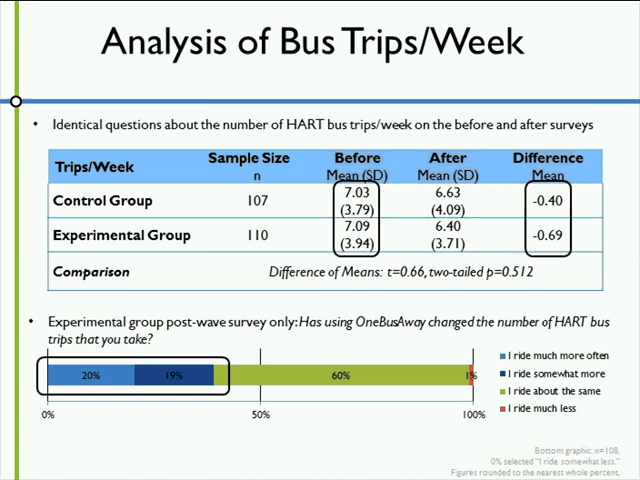 Analysis of Bus Trips/Week
• Identical questions about the number of HART bus trips/week on the before and after surveys
Trips/Week Sample Size Before After Difference
n Mean (SD) Mean (SD) Mean
Control Group 107 7.03 (3.79) 6.63 (4.09) -0.40
Experimental Group 110 7.09 (3.94) 6.40 (3.71) -0.69
Comparison Difference of Means: t=0.66, two-tailed p=0.512
• Experimental group post-wave survey only: Has using OneBusAway changed the number of HART bus
trips that you take?
20% 19% 60% 1%
0% 50% 100%
I ride much more often
I ride somewhat more
I ride about the same
I ride much less
Bottom graphic: n=108.
0% selected "I ride somewhat less."
Figures rounded to the nearest whole percent.